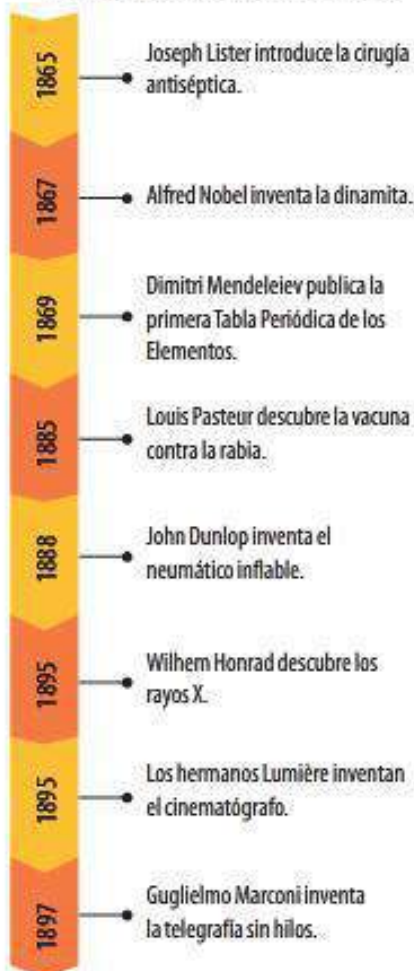 1865
Joseph Lister introduce la cirugía
antiséptica.
1867
Alfred Nobel inventa la dinamita.
1869
Dimitri Mendeleiev publica la
primera Tabla Periódica de los
Elementos.
1885
Louis Pasteur descubre la vacuna
contra la rabia.
1888
John Dunlop inventa el
neumático inflable.
1895
Wilhem Honrad descubre los
rayos X.
1895
Los hermanos Lumière inventan
el cinematógrafo.
1897
Guglielmo Marconi inventa
la telegrafía sin hilos.